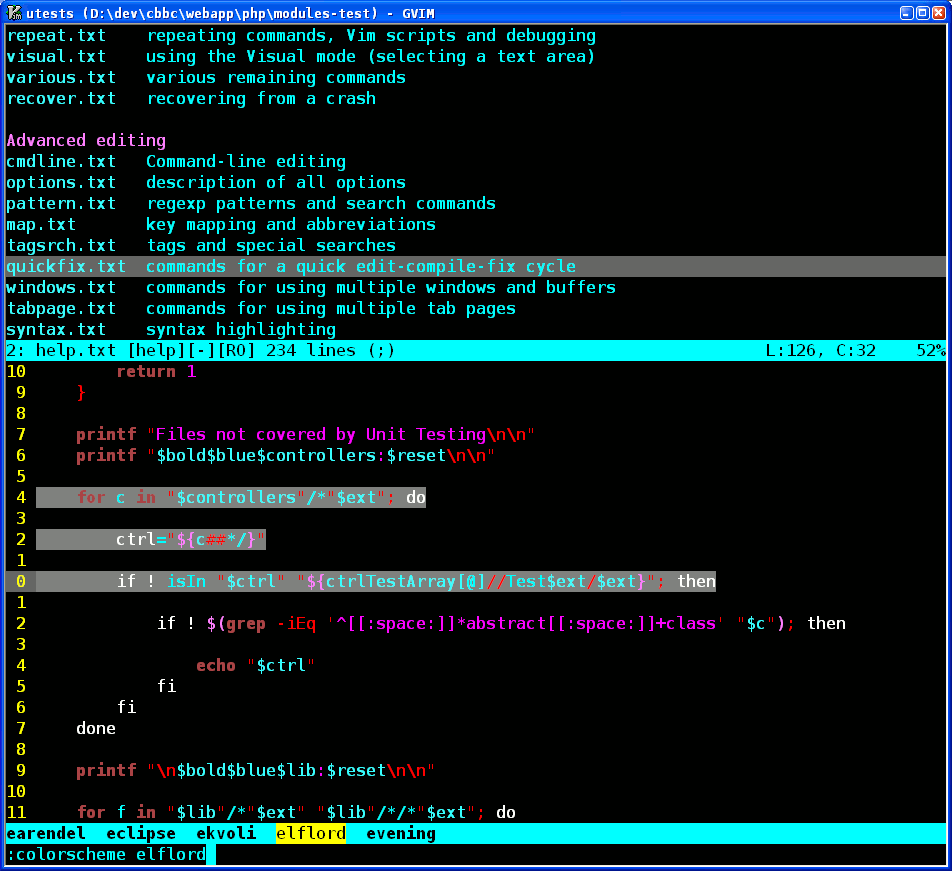 utests (D:\dev\cbbc\webapp\php\modules-test) - GVIM
repeat.txt    repeating commands, Vim scripts and debugging
visual.txt    using the Visual mode (selecting a text area)
various.txt   various remaining commands
recover.txt   recovering from a crash
Advanced editing
cmdline.txt   Command-line editing
options.txt   description of all options
pattern.txt   regexp patterns and search commands
map.txt       key mapping and abbreviations
tagsrch.txt   tags and special searches
quickfix.txt  commands for a quick edit-compile-fix cycle
windows.txt   commands for using multiple windows and buffers
tabpage.txt   commands for using multiple tab pages
syntax.txt    syntax highlighting
2: help.txt [help][-][RO] 234 lines (;)                                     L:126, C:32    52%
10         return 1
 9     }
 8
 7     printf "Files not covered by Unit Testing\n\n"
 6     printf "$bold$blue$controllers:$reset\n\n"
 5
 4     for c in "$controllers"/*"$ext"; do
 3
 2         ctrl="${c##*/}"
 1
 0         if ! isIn "$ctrl" "${ctrlTestArray[@]//Test$ext/$ext}"; then
 1
 2             if ! $(grep -iEq '^[[:space:]]*abstract[[:space:]]+class' "$c"); then
 3
 4                 echo "$ctrl"
 5             fi
 6         fi
 7     done
 8
 9     printf "\n$bold$blue$lib:$reset\n\n"
10
11     for f in "$lib"/*"$ext" "$lib"/*/*"$ext"; do
earendel  eclipse  ekvoli  elflord  evening
:colorscheme elflord